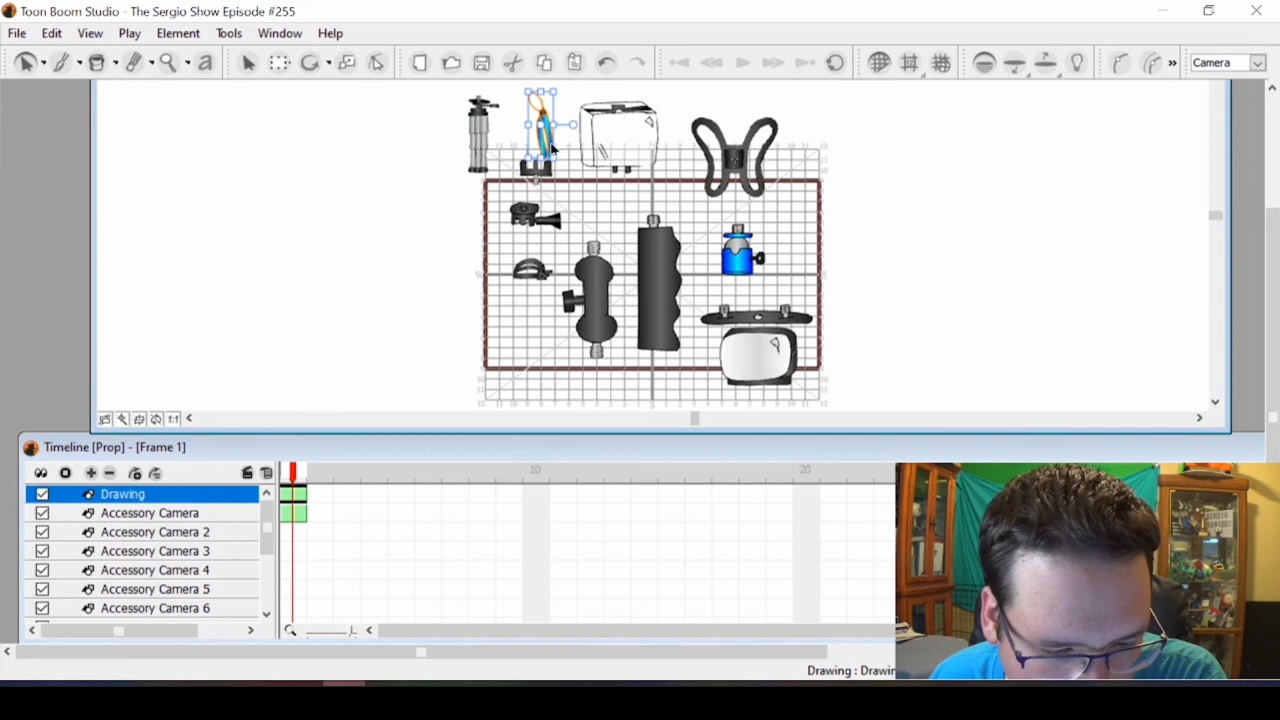 Toon Boom Studio - The Sergio Show Episode #255
File Edit View Play Element Tools Window Help
Camera
1:1
Timeline [Prop] - [Frame 1]
10 20
Drawing
Accessory Camera
Accessory Camera 2
Accessory Camera 3
Accessory Camera 4
Accessory Camera 5
Accessory Camera 6
Drawing : Drawin